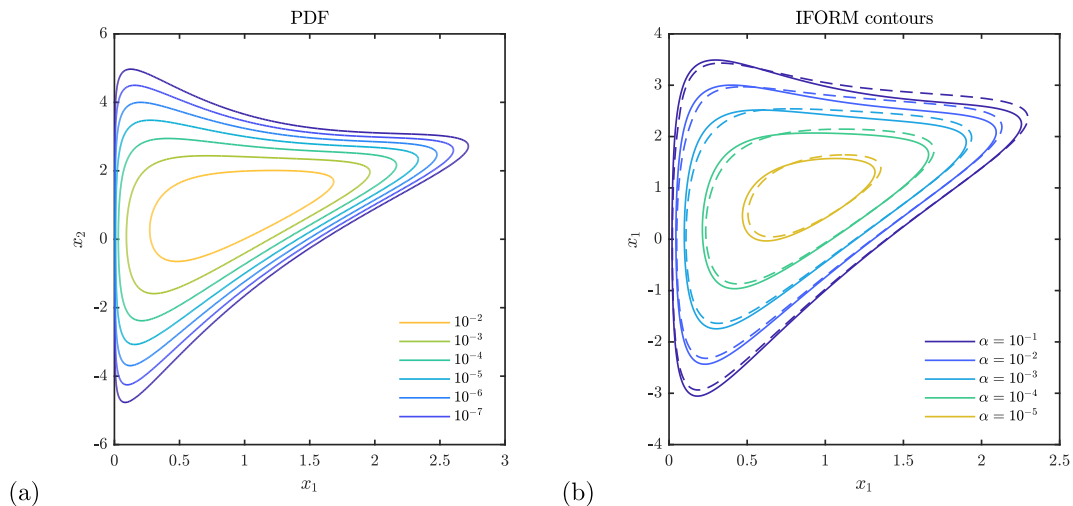 PDF
6
4
2
0
-2
-4
-6
x₂
0 0.5 1 1.5 2 2.5 3
x₁
10⁻²
10⁻³
10⁻⁴
10⁻⁵
10⁻⁶
10⁻⁷
(a)
IFORM contours
4
3
2
1
0
-1
-2
-3
-4
x₁
0 0.5 1 1.5 2 2.5
x₁
α = 10⁻¹
α = 10⁻²
α = 10⁻³
α = 10⁻⁴
α = 10⁻⁵
(b)